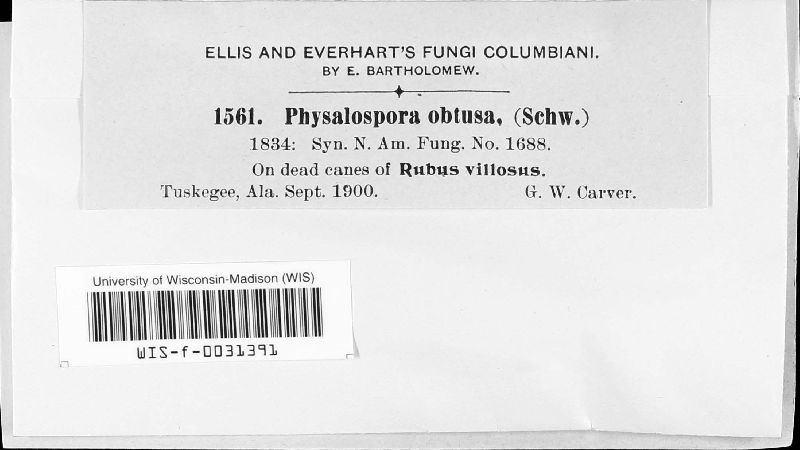 ELLIS AND EVERHART'S FUNGI COLUMBIANI.
BY E. BARTHOLOMEW.
1561. Physalospora obtusa, (Schw.)
1834: Syn. N. Am. Fung. No. 1688.
On dead canes of Rubus villosus.
Tuskegee, Ala. Sept. 1900. G. W. Carver.
University of Wisconsin-Madison (WIS)
WIS-f-0031391